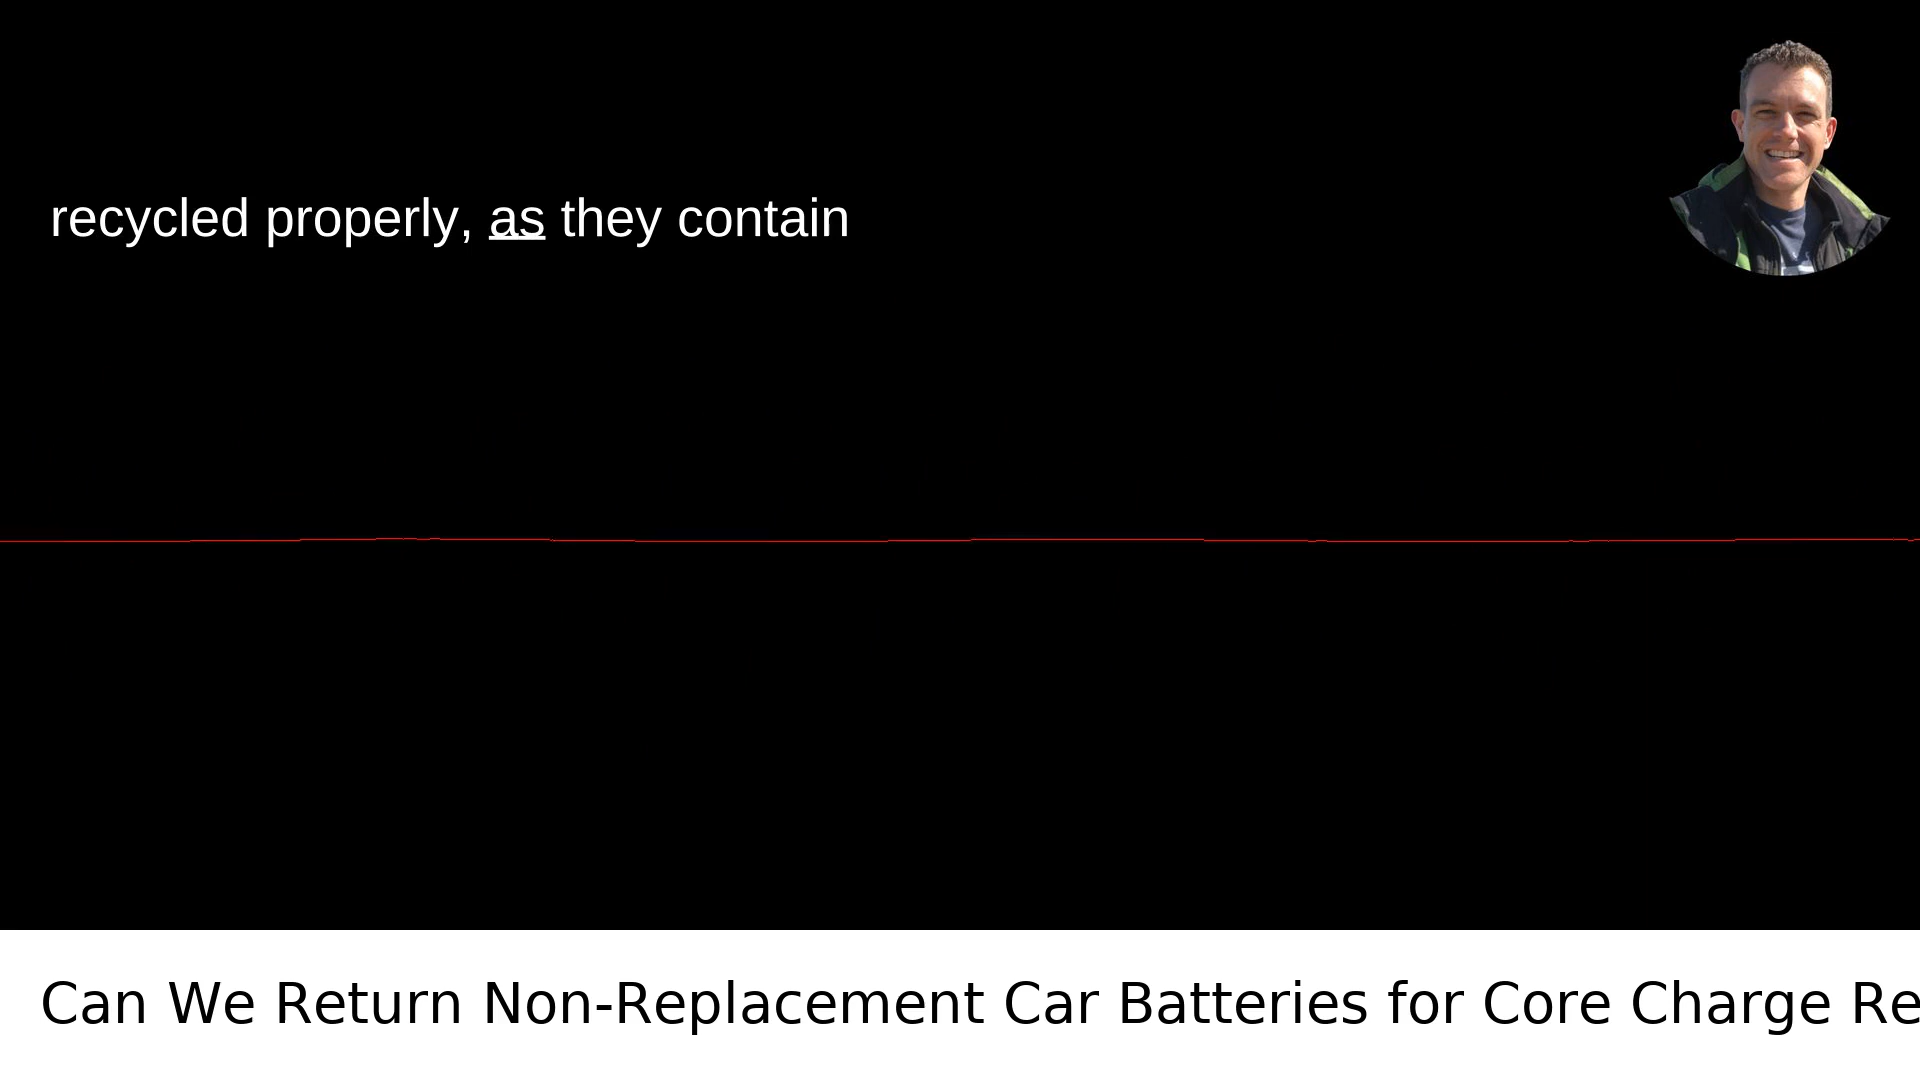 recycled properly, as they contain
Can We Return Non-Replacement Car Batteries for Core Charge Re